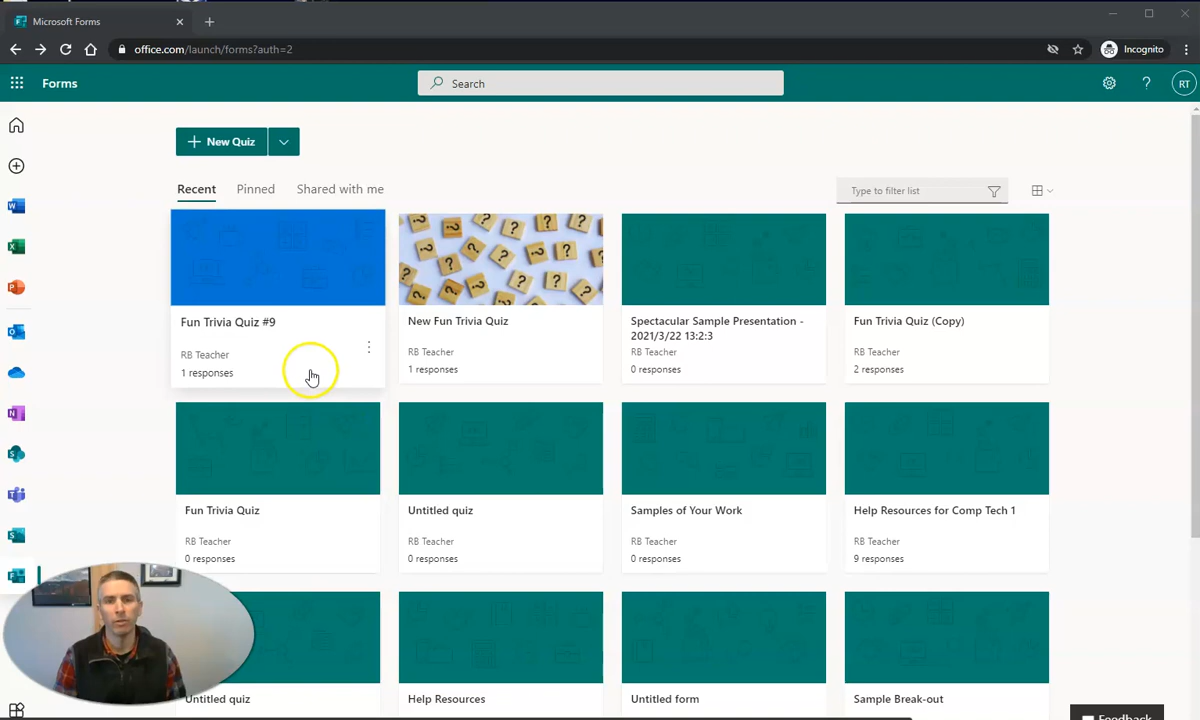 Microsoft Forms
office.com/launch/forms?auth=2
Incognito
Forms
Search
RT
New Quiz
Recent
Pinned
Shared with me
Type to filter list
Fun Trivia Quiz #9
RB Teacher
1 responses
New Fun Trivia Quiz
RB Teacher
1 responses
Spectacular Sample Presentation -
2021/3/22 13:2:3
RB Teacher
0 responses
Fun Trivia Quiz (Copy)
RB Teacher
2 responses
Fun Trivia Quiz
RB Teacher
0 responses
Untitled quiz
RB Teacher
0 responses
Samples of Your Work
RB Teacher
0 responses
Help Resources for Comp Tech 1
RB Teacher
9 responses
Untitled quiz
Help Resources
Untitled form
Sample Break-out
Feedback